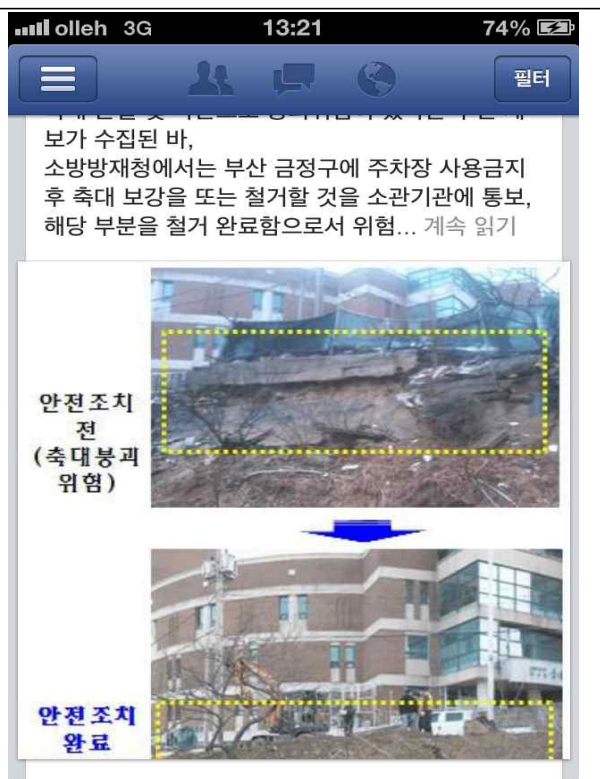 olleh 3G 13:21 74%
필터
보가 수집된 바,
소방방재청에서는 부산 금정구에 주차장 사용금지
후 축대 보강을 또는 철거할 것을 소관기관에 통보,
해당 부분을 철거 완료함으로서 위험... 계속 읽기
안전조치
전
(축대붕괴
위험)
안전조치
완료